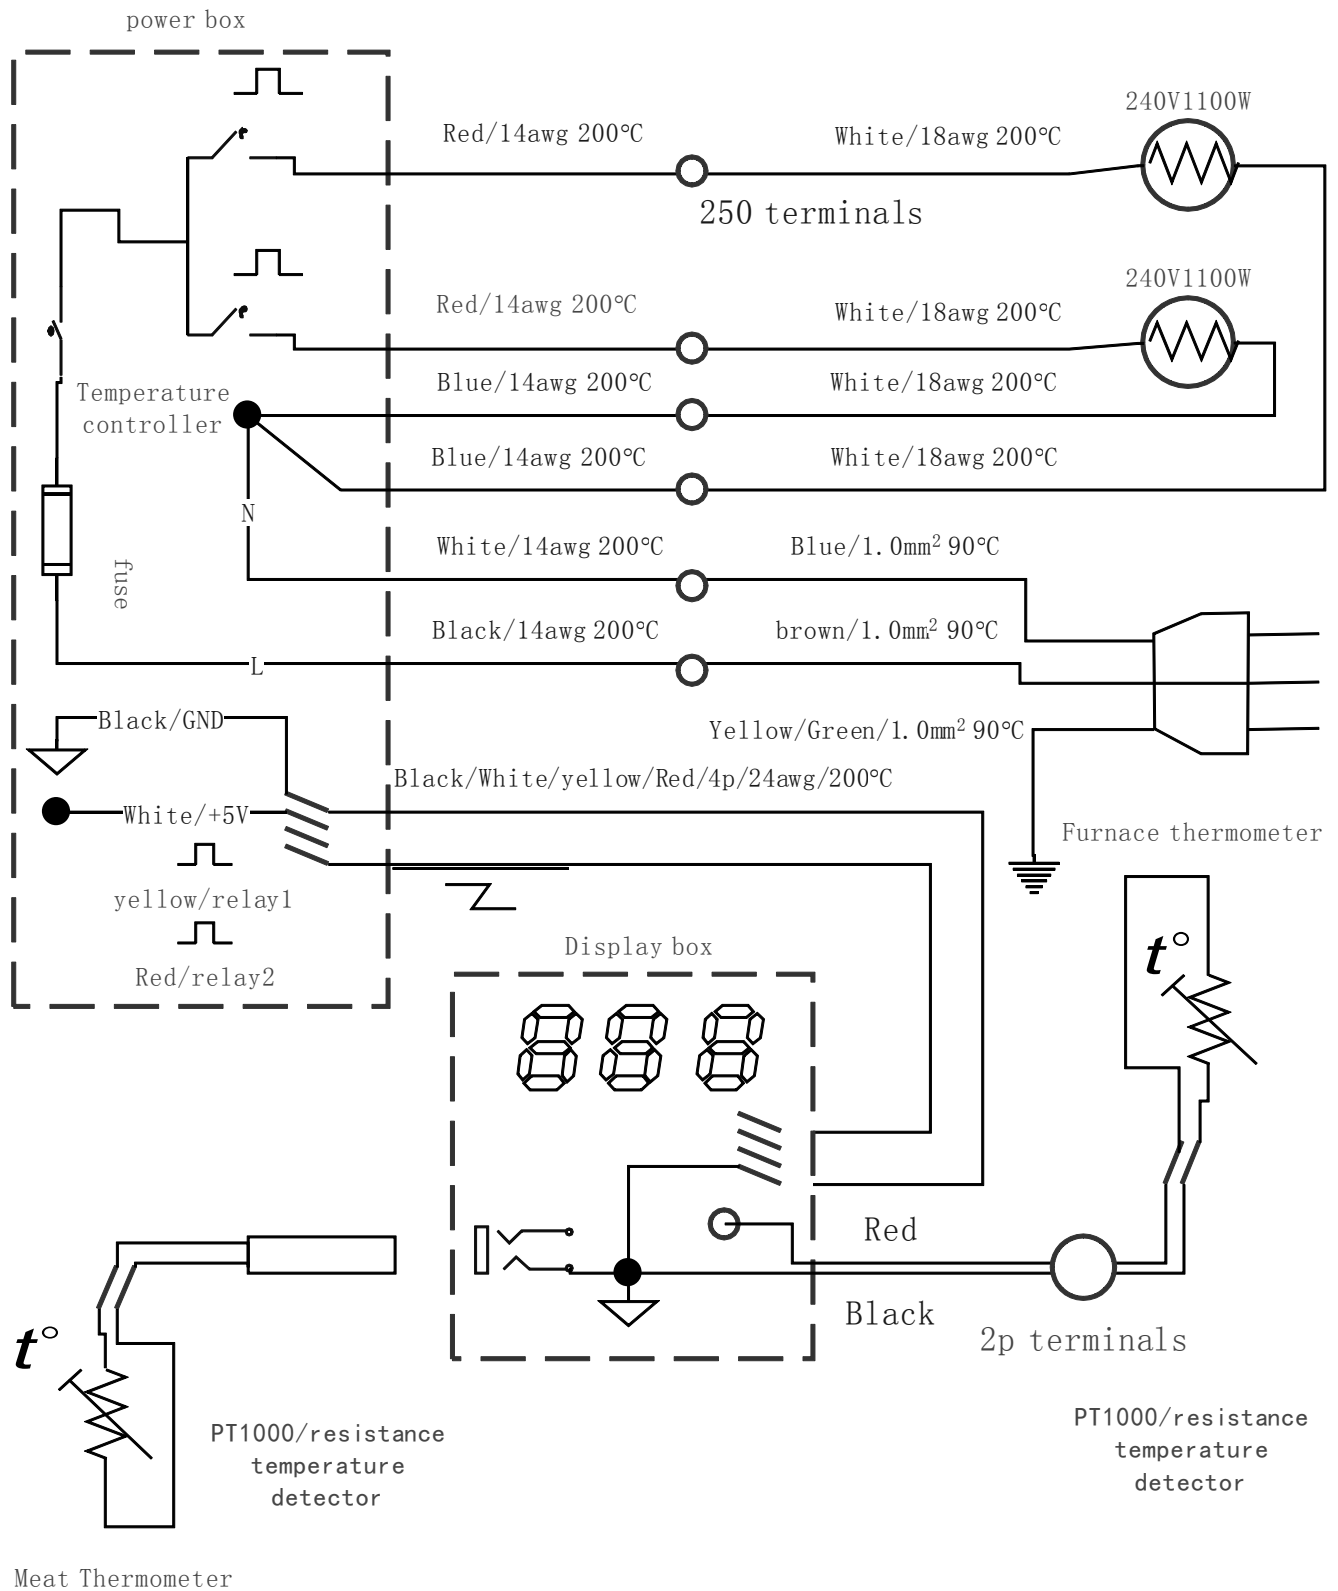 power box
240V1100W
Red/14awg 200℃
White/18awg 200℃
250 terminals
240V1100W
Red/14awg 200℃
White/18awg 200℃
Temperature
controller
Blue/14awg 200℃
White/18awg 200℃
Blue/14awg 200℃
White/18awg 200℃
N
White/14awg 200℃
Blue/1.0mm² 90℃
fuse
Black/14awg 200℃
brown/1.0mm² 90℃
L
Black/GND
Yellow/Green/1.0mm² 90℃
Black/White/yellow/Red/4p/24awg/200℃
White/+5V
Furnace thermometer
yellow/relay1
Red/relay2
Display box
t°
888
Red
Black
2p terminals
t°
PT1000/resistance
temperature
detector
PT1000/resistance
temperature
detector
Meat Thermometer